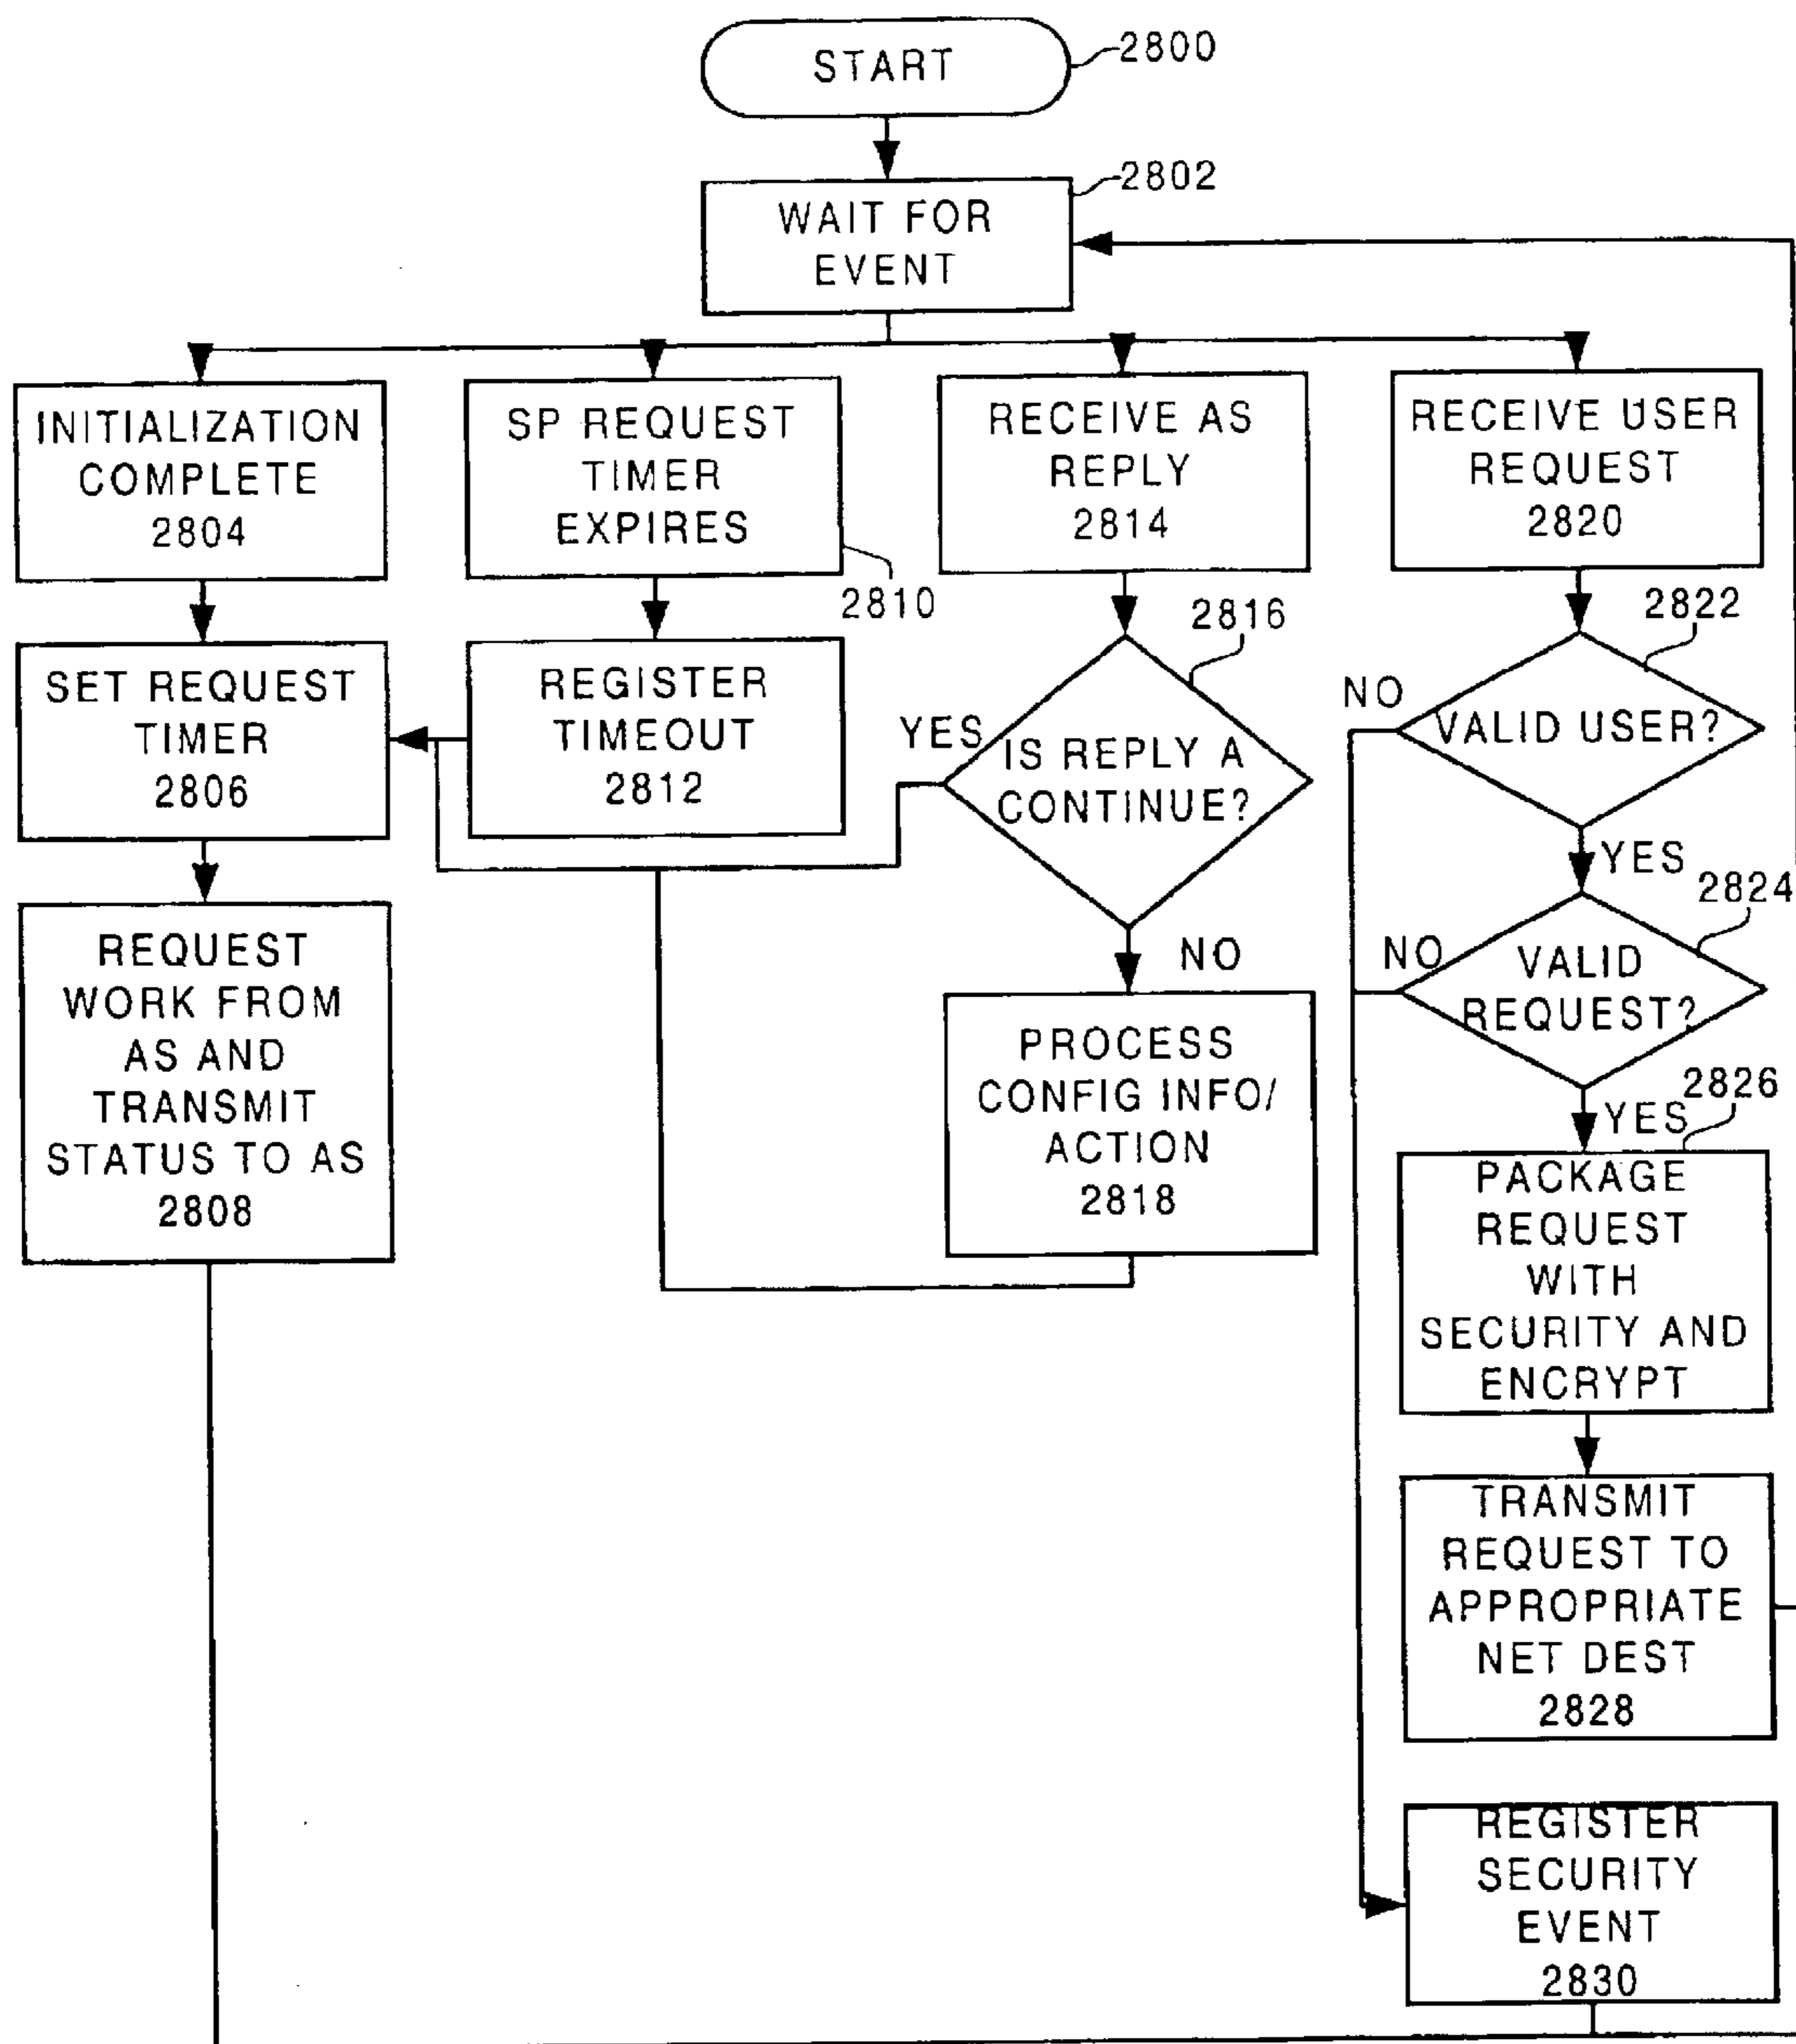 START
2800
WAIT FOR
EVENT
2802
INITIALIZATION
COMPLETE
2804
SP REQUEST
TIMER
EXPIRES
2810
RECEIVE AS
REPLY
2814
RECEIVE USER
REQUEST
2820
SET REQUEST
TIMER
2806
REGISTER
TIMEOUT
2812
2816
YES
IS REPLY A
CONTINUE?
NO
2822
NO
VALID USER?
YES
2824
NO
VALID
REQUEST?
YES
2826
REQUEST
WORK FROM
AS AND
TRANSMIT
STATUS TO AS
2808
PROCESS
CONFIG INFO/
ACTION
2818
PACKAGE
REQUEST
WITH
SECURITY AND
ENCRYPT
TRANSMIT
REQUEST TO
APPROPRIATE
NET DEST
2828
REGISTER
SECURITY
EVENT
2830